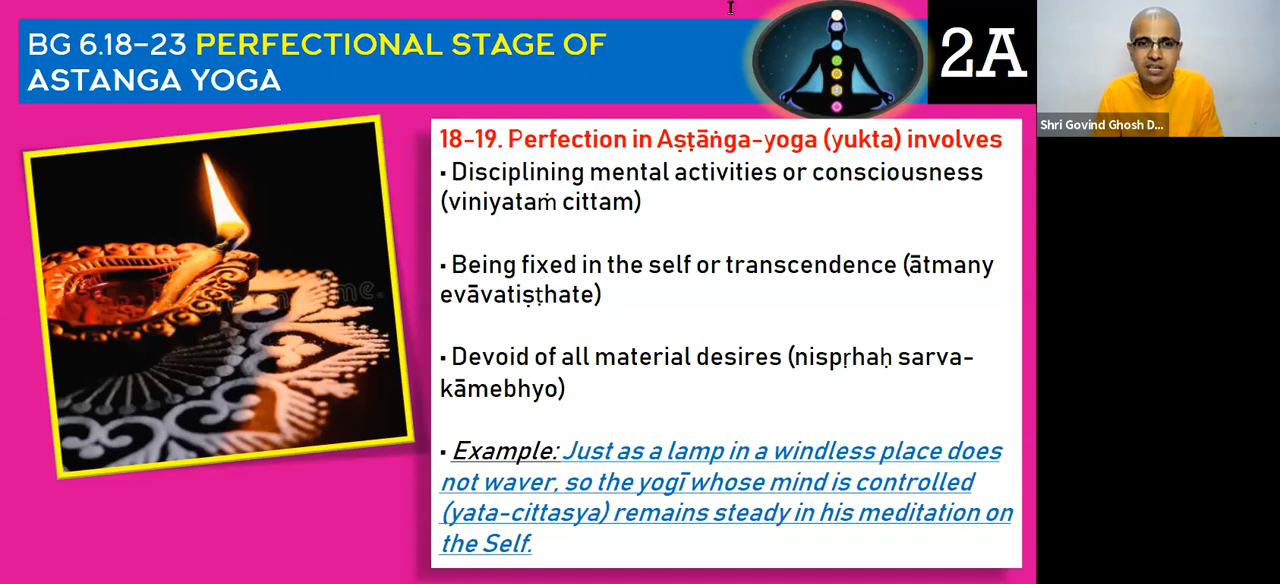 BG 6.18–23 PERFECTIONAL STAGE OF
ASTANGA YOGA
2A
Shri Govind Ghosh D...
18-19. Perfection in Aṣṭāṅga-yoga (yukta) involves
▪ Disciplining mental activities or consciousness
(viniyataṁ cittam)
▪ Being fixed in the self or transcendence (ātmany
evāvatiṣṭhate)
▪ Devoid of all material desires (nispṛhaḥ sarva-
kāmebhyo)
▪ Example: Just as a lamp in a windless place does
not waver, so the yogī whose mind is controlled
(yata-cittasya) remains steady in his meditation on
the Self.